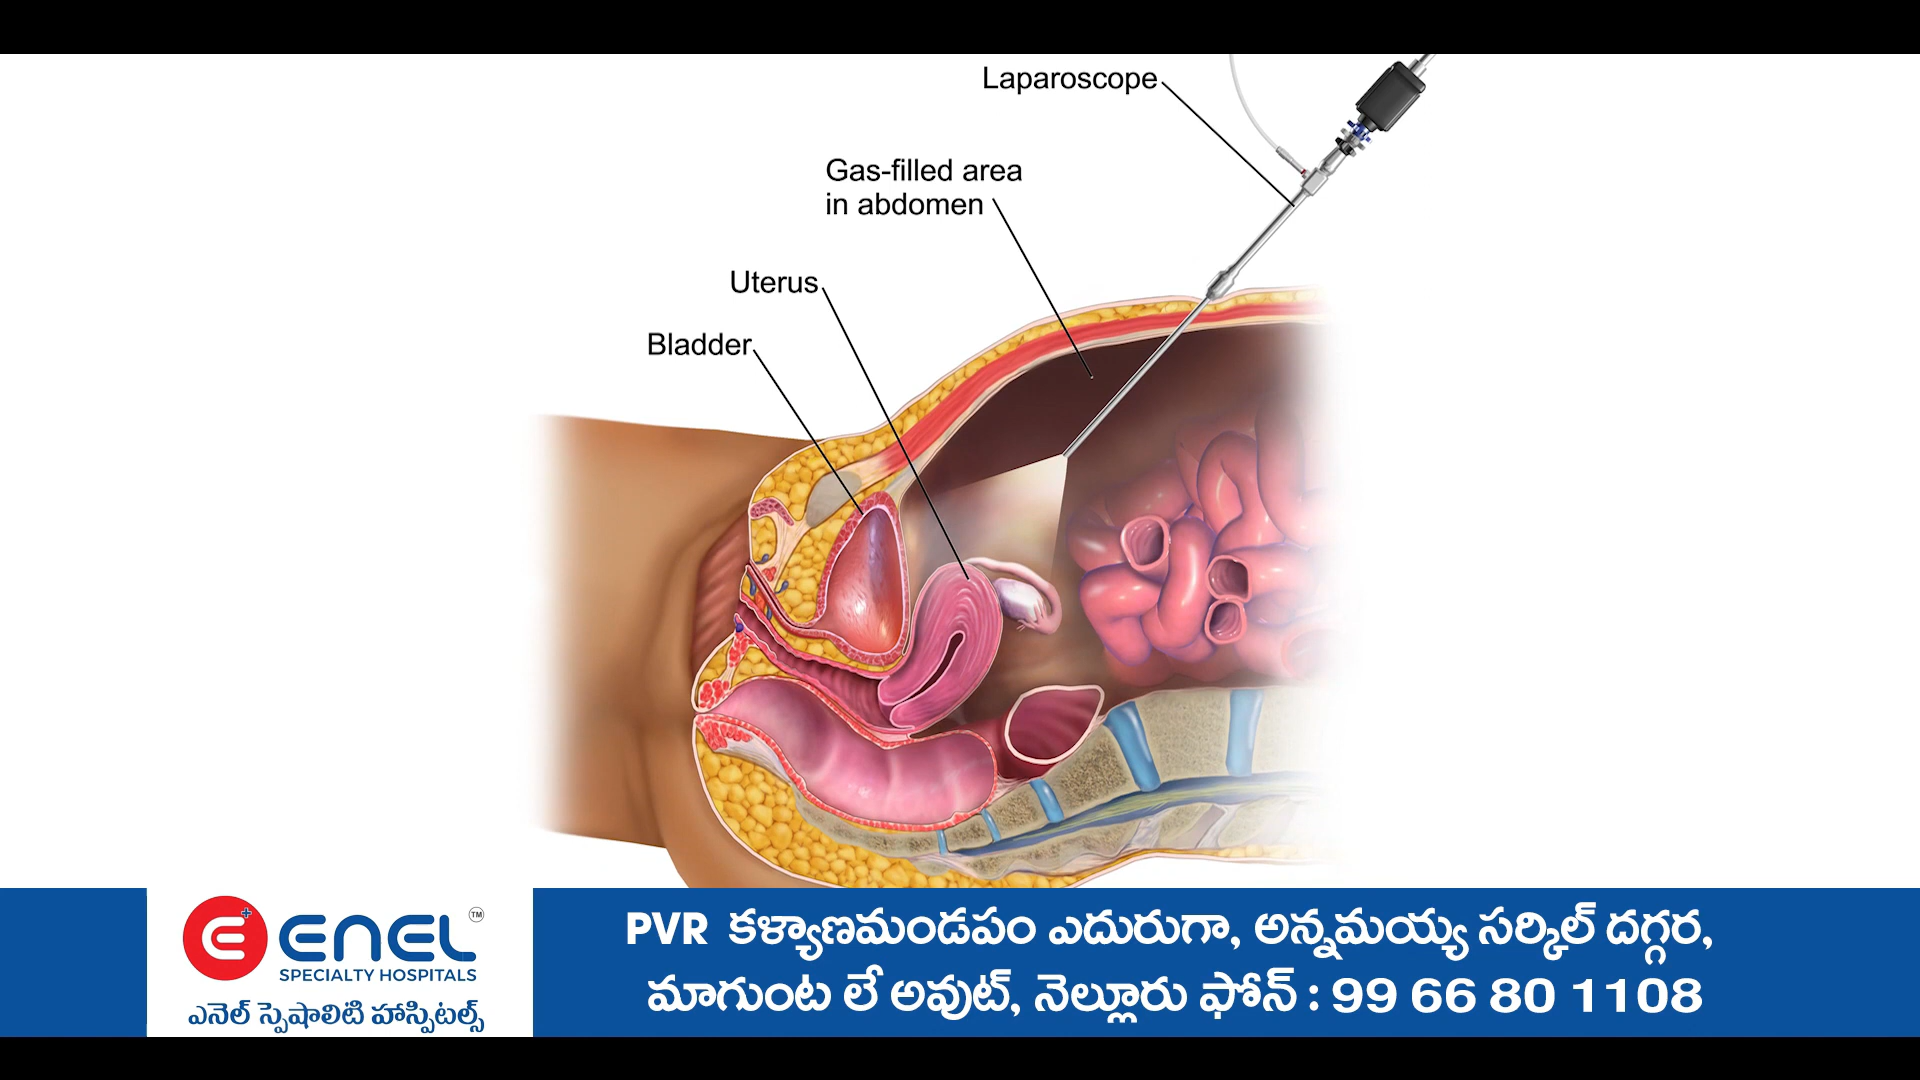 Laparoscope
Gas-filled area
in abdomen
Uterus
Bladder
ENEL TM
SPECIALTY HOSPITALS
ఎనెల్ స్పెషాలిటి హాస్పిటల్స్
PVR కళ్యాణమండపం ఎదురుగా, అన్నమయ్య సర్కిల్ దగ్గర,
మాగుంట లే అవుట్, నెల్లూరు ఫోన్ : 99 66 80 1108